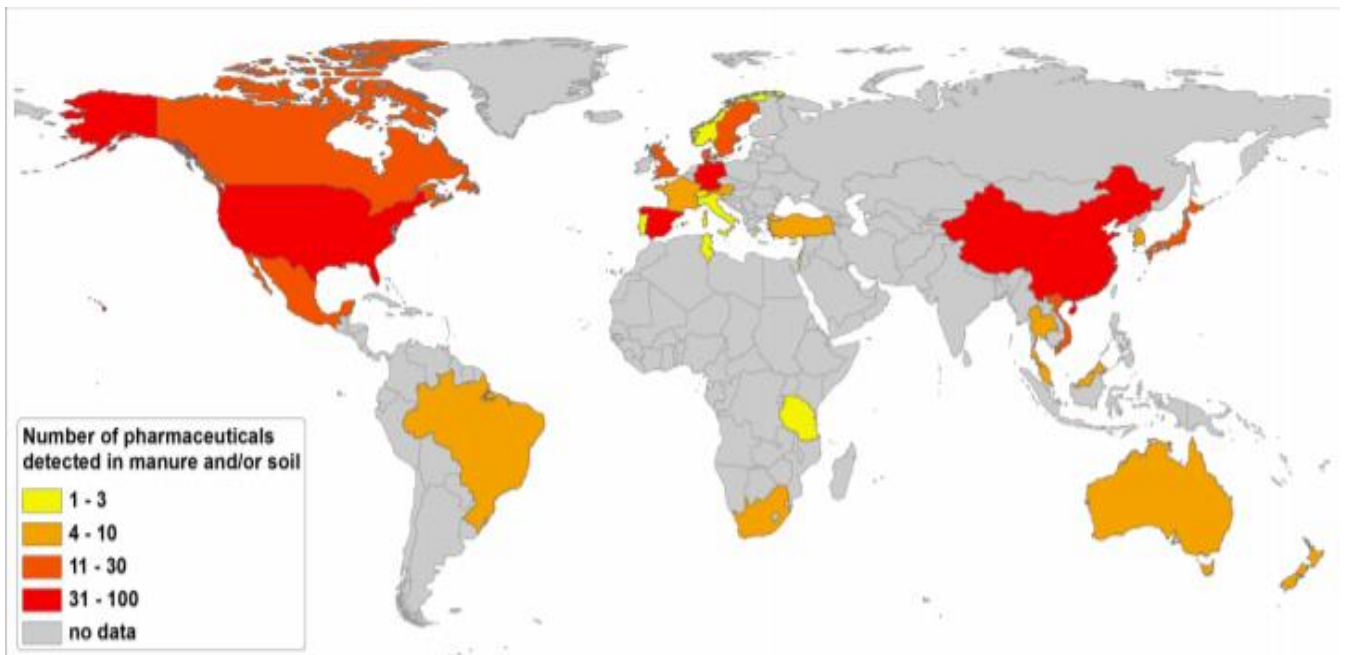 Number of pharmaceuticals
detected in manure and/or soil
1 - 3
4 - 10
11 - 30
31 - 100
no data